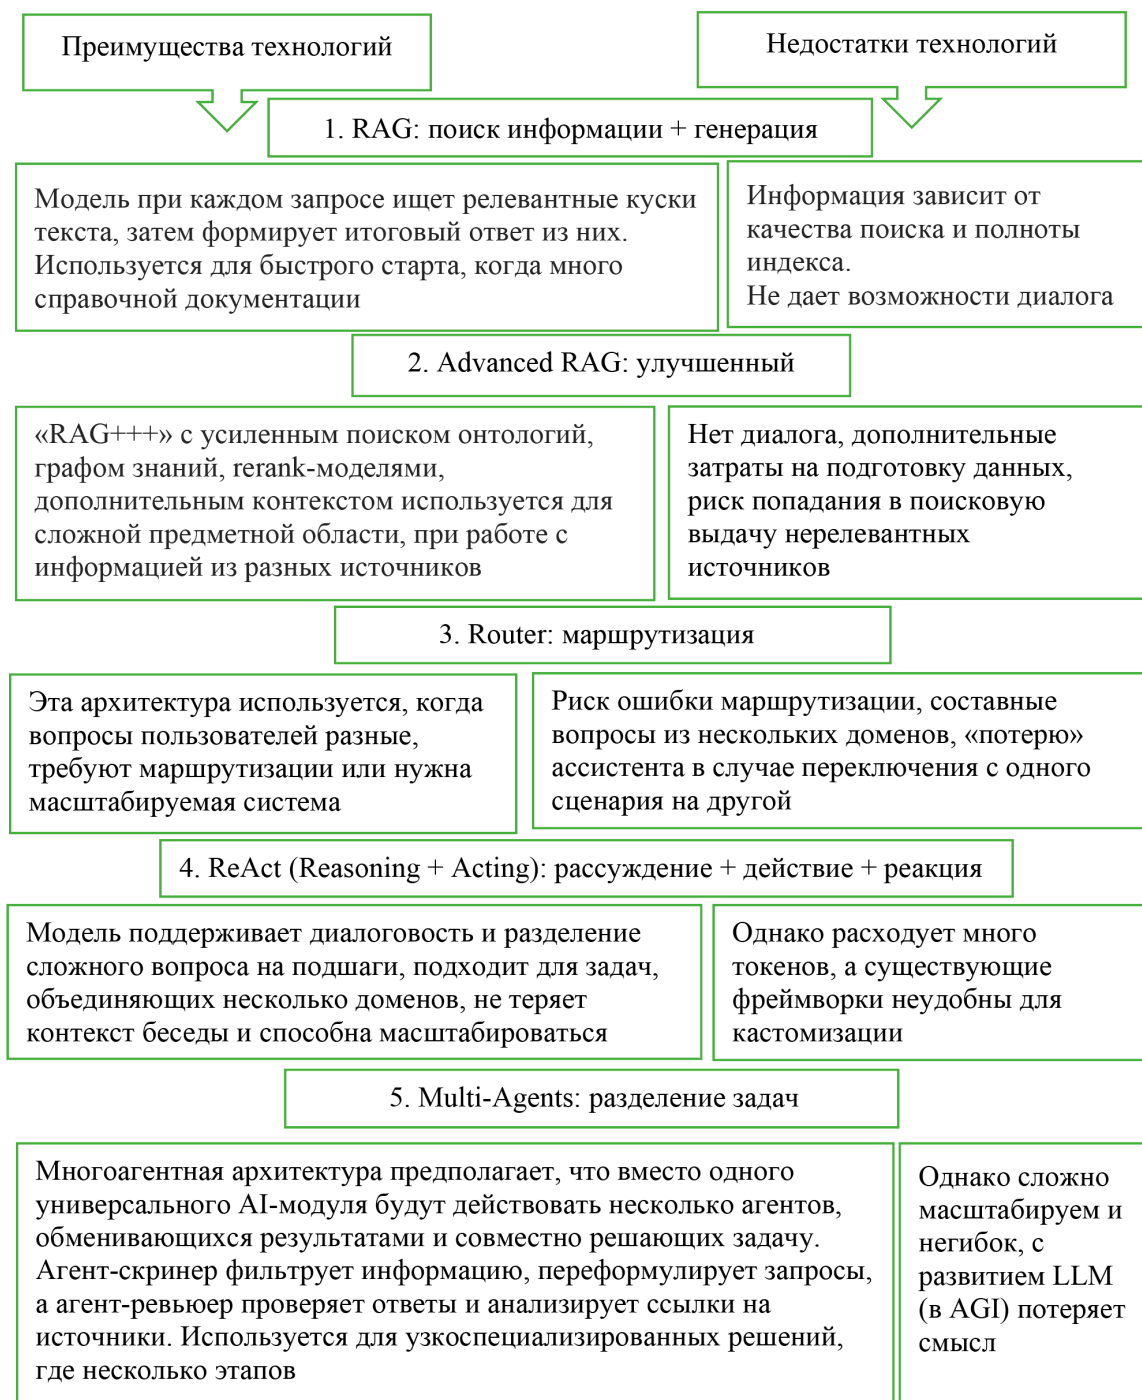 Преимущества технологий
Недостатки технологий
1. RAG: поиск информации + генерация
Модель при каждом запросе ищет релевантные куски
текста, затем формирует итоговый ответ из них.
Используется для быстрого старта, когда много
справочной документации
Информация зависит от
качества поиска и полноты
индекса.
Не дает возможности диалога
2. Advanced RAG: улучшенный
«RAG+++» с усиленным поиском онтологий,
графом знаний, rerank-моделями,
дополнительным контекстом используется для
сложной предметной области, при работе с
информацией из разных источников
Нет диалога, дополнительные
затраты на подготовку данных,
риск попадания в поисковую
выдачу нерелевантных
источников
3. Router: маршрутизация
Эта архитектура используется, когда
вопросы пользователей разные,
требуют маршрутизации или нужна
масштабируемая система
Риск ошибки маршрутизации, составные
вопросы из нескольких доменов, «потерю»
ассистента в случае переключения с одного
сценария на другой
4. ReAct (Reasoning + Acting): рассуждение + действие + реакция
Модель поддерживает диалоговость и разделение
сложного вопроса на подшаги, подходит для задач,
объединяющих несколько доменов, не теряет
контекст беседы и способна масштабироваться
Однако расходует много
токенов, а существующие
фреймворки неудобны для
кастомизации
5. Multi-Agents: разделение задач
Многоагентная архитектура предполагает, что вместо одного
универсального AI-модуля будут действовать несколько агентов,
обменивающихся результатами и совместно решающих задачу.
Агент-скринер фильтрует информацию, переформулирует запросы,
а агент-ревьюер проверяет ответы и анализирует ссылки на
источники. Используется для узкоспециализированных решений,
где несколько этапов
Однако сложно
масштабируем и
негибок, с
развитием LLM
(в AGI) потеряет
смысл